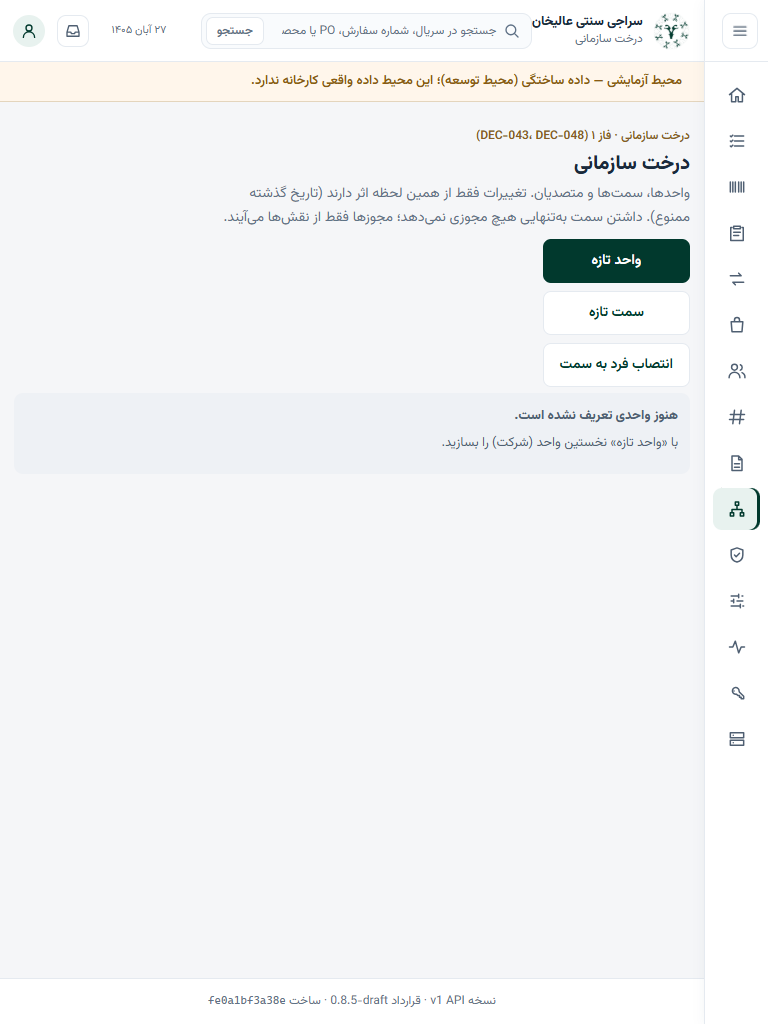 سراجی سنتی عالیخان
درخت سازمانی
جستجو در سریال، شماره سفارش، PO یا محص
جستجو
۲۷ آبان ۱۴۰۵
محیط آزمایشی — داده ساختگی (محیط توسعه)؛ این محیط داده واقعی کارخانه ندارد.
درخت سازمانی · فاز ۱ (DEC-043، DEC-048)
درخت سازمانی
واحدها، سمت‌ها و متصدیان. تغییرات فقط از همین لحظه اثر دارند (تاریخ گذشته
ممنوع). داشتن سمت به‌تنهایی هیچ مجوزی نمی‌دهد؛ مجوزها فقط از نقش‌ها می‌آیند.
واحد تازه
سمت تازه
انتصاب فرد به سمت
هنوز واحدی تعریف نشده است.
با «واحد تازه» نخستین واحد (شرکت) را بسازید.
نسخه v1 API · قرارداد 0.8.5-draft · ساخت fe0a1bf3a38e